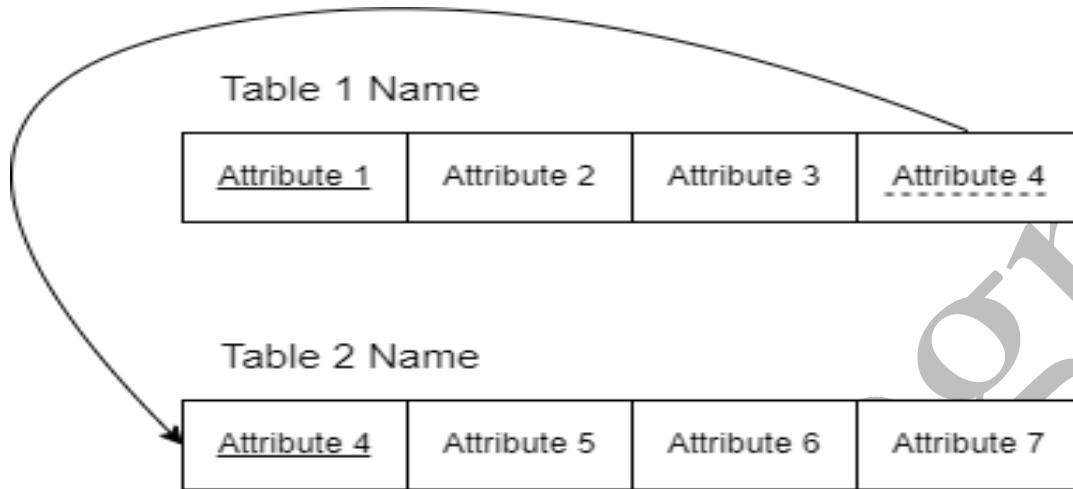 Table 1 Name
Attribute 1 Attribute 2 Attribute 3 Attribute 4
Table 2 Name
Attribute 4 Attribute 5 Attribute 6 Attribute 7